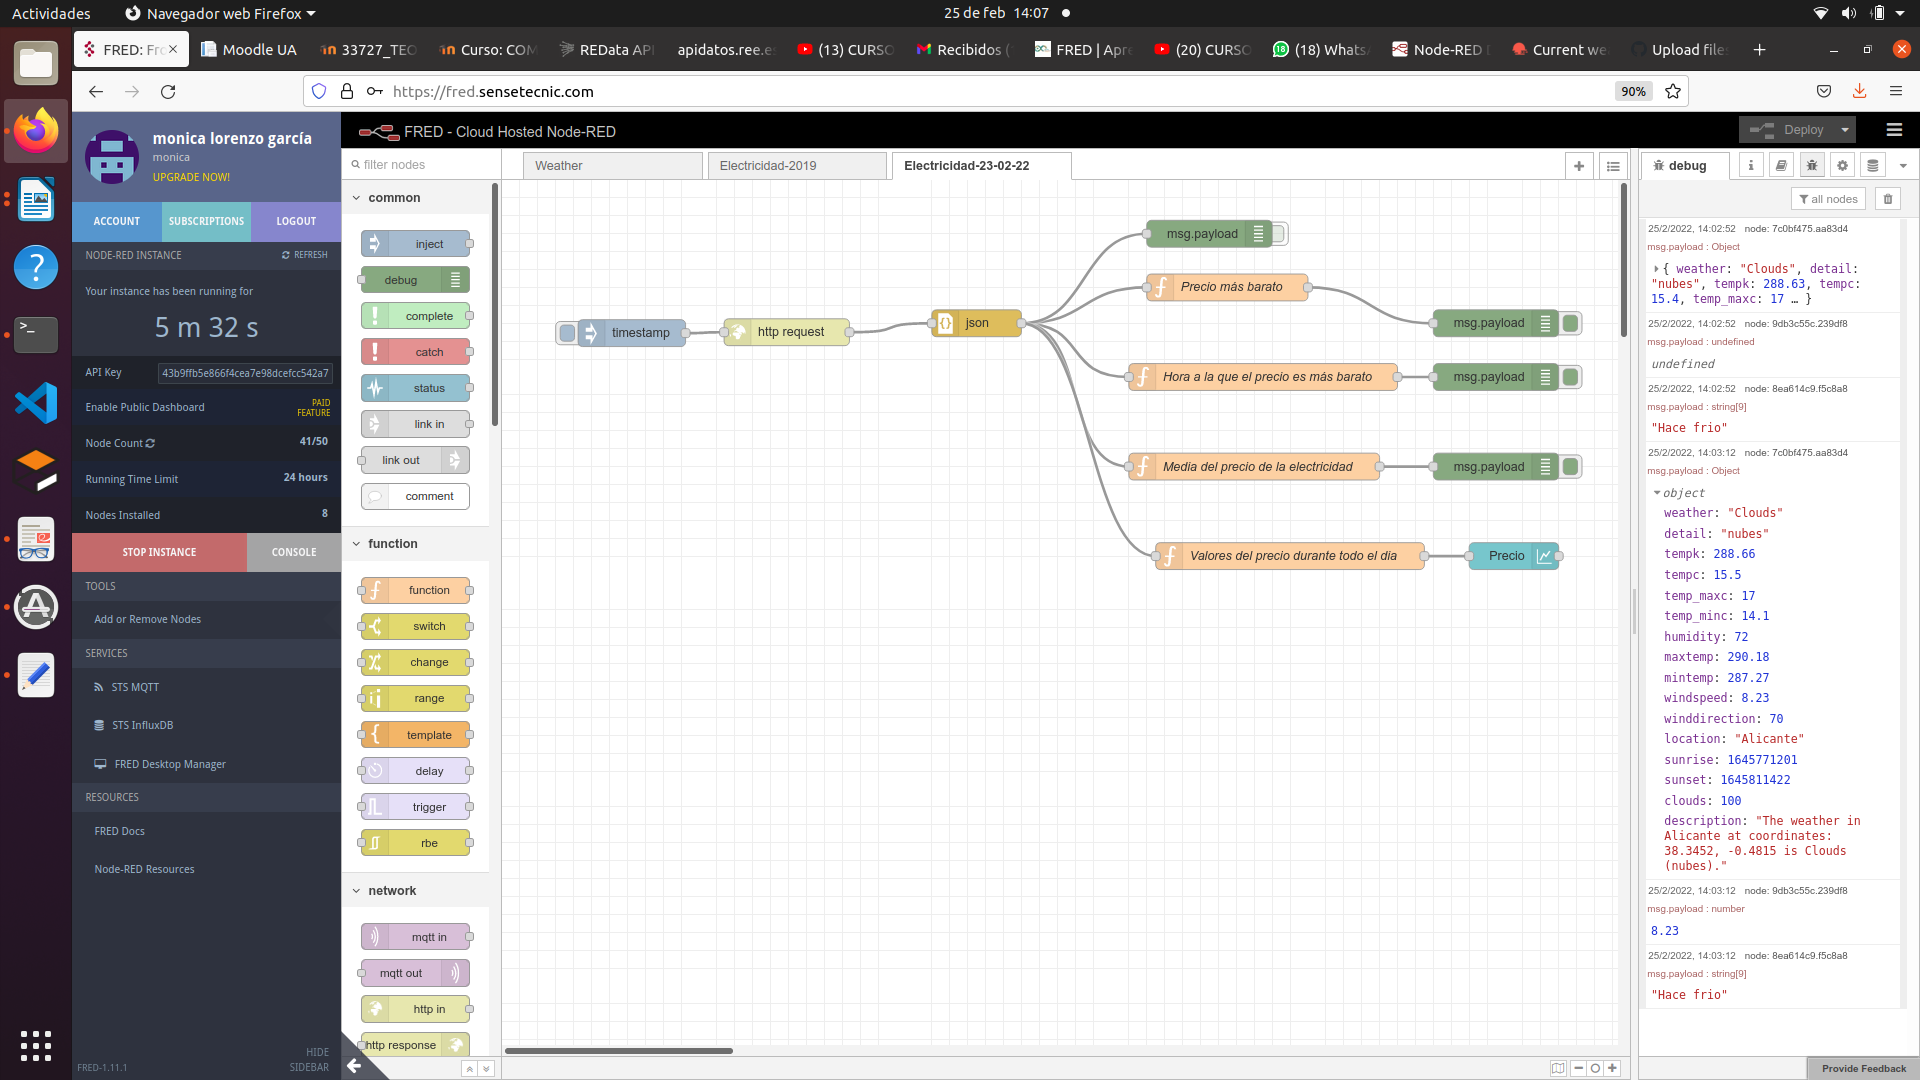 Actividades
Navegador web Firefox
25 de feb 14:07
FRED: Fro
Moodle UA
33727_TEC
Curso: COM
REData API
apidatos.ree.es
(13) CURSO
Recibidos (
FRED | Apre
(20) CURSO
(18) Whats
Node-RED
Current we
Upload files
https://fred.sensetecnic.com
90%
monica lorenzo garcía
monica
UPGRADE NOW!
ACCOUNT
SUBSCRIPTIONS
LOGOUT
NODE-RED INSTANCE
REFRESH
Your instance has been running for
5 m 32 s
API Key
43b9ffb5e866f4cea7e98dcefcc542a7
Enable Public Dashboard
PAID
FEATURE
Node Count
41/50
Running Time Limit
24 hours
Nodes Installed
8
STOP INSTANCE
CONSOLE
TOOLS
Add or Remove Nodes
SERVICES
STS MQTT
STS InfluxDB
FRED Desktop Manager
RESOURCES
FRED Docs
Node-RED Resources
HIDE
SIDEBAR
FRED-1.11.1
FRED - Cloud Hosted Node-RED
Deploy
filter nodes
common
inject
debug
complete
catch
status
link in
link out
comment
function
function
switch
change
range
template
delay
trigger
rbe
network
mqtt in
mqtt out
http in
http response
Weather
Electricidad-2019
Electricidad-23-02-22
timestamp
http request
json
msg.payload
Precio más barato
msg.payload
Hora a la que el precio es más barato
msg.payload
Media del precio de la electricidad
msg.payload
Valores del precio durante todo el dia
Precio
debug
all nodes
25/2/2022, 14:02:52 node: 7c0bf475.aa83d4
msg.payload : Object
{ weather: "Clouds", detail:
"nubes", tempk: 288.63, tempc:
15.4, temp_maxc: 17 … }
25/2/2022, 14:02:52 node: 9db3c55c.239df8
msg.payload : undefined
undefined
25/2/2022, 14:02:52 node: 8ea614c9.f5c8a8
msg.payload : string[9]
"Hace frio"
25/2/2022, 14:03:12 node: 7c0bf475.aa83d4
msg.payload : Object
object
weather: "Clouds"
detail: "nubes"
tempk: 288.66
tempc: 15.5
temp_maxc: 17
temp_minc: 14.1
humidity: 72
maxtemp: 290.18
mintemp: 287.27
windspeed: 8.23
winddirection: 70
location: "Alicante"
sunrise: 1645771201
sunset: 1645811422
clouds: 100
description: "The weather in
Alicante at coordinates:
38.3452, -0.4815 is Clouds
(nubes)."
25/2/2022, 14:03:12 node: 9db3c55c.239df8
msg.payload : number
8.23
25/2/2022, 14:03:12 node: 8ea614c9.f5c8a8
msg.payload : string[9]
"Hace frio"
Provide Feedback